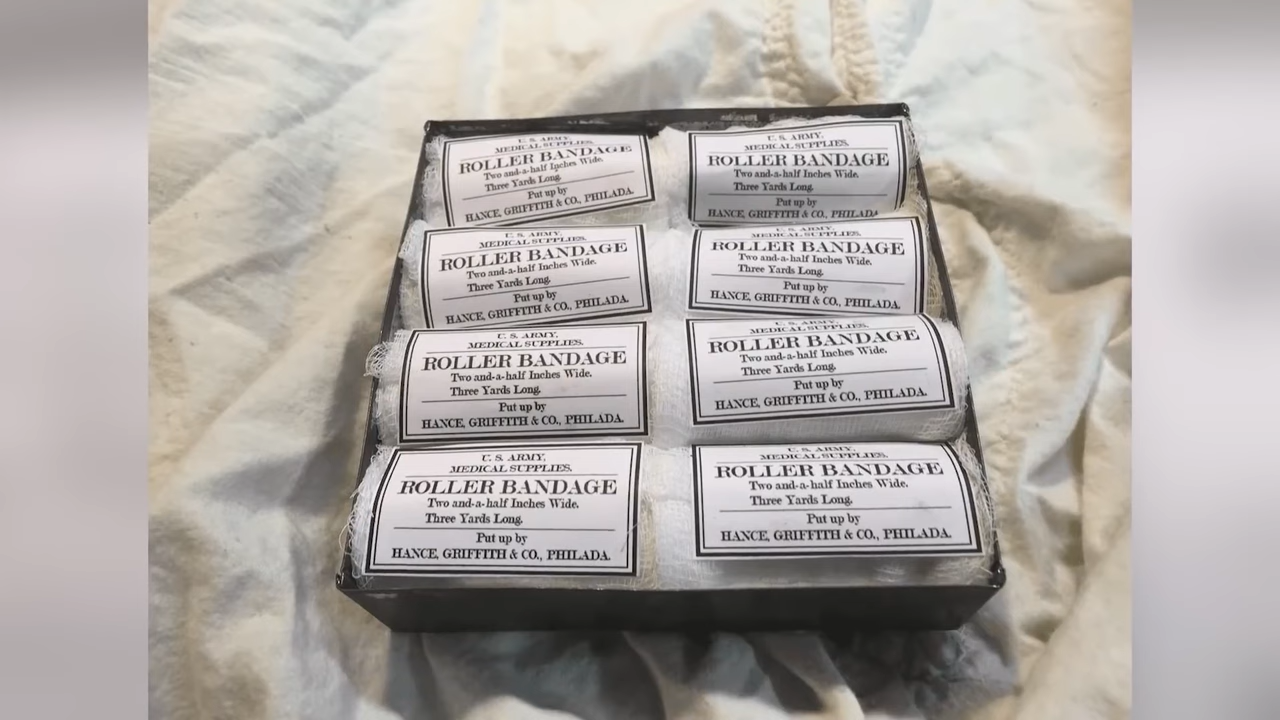 U. S. ARMY.
MEDICAL SUPPLIES.
ROLLER BANDAGE
Two and-a-half Inches Wide.
Three Yards Long.
Put up by
HANCE, GRIFFITH & CO., PHILADA.
U. S. ARMY.
MEDICAL SUPPLIES.
ROLLER BANDAGE
Two and-a-half Inches Wide.
Three Yards Long.
Put up by
HANCE, GRIFFITH & CO., PHILADA
U. S. ARMY.
MEDICAL SUPPLIES.
ROLLER BANDAGE
Two and-a-half Inches Wide.
Three Yards Long.
Put up by
HANCE, GRIFFITH & CO., PHILADA.
U. S. ARMY.
MEDICAL SUPPLIES.
ROLLER BANDAGE
Two and-a-half Inches Wide.
Three Yards Long.
Put up by
HANCE, GRIFFITH & CO., PHILADA.
U. S. ARMY.
MEDICAL SUPPLIES.
ROLLER BANDAGE
Two and-a-half Inches Wide.
Three Yards Long.
Put up by
HANCE, GRIFFITH & CO., PHILADA.
U. S. ARMY.
MEDICAL SUPPLIES.
ROLLER BANDAGE
Two and-a-half Inches Wide.
Three Yards Long.
Put up by
HANCE, GRIFFITH & CO., PHILADA.
U. S. ARMY.
MEDICAL SUPPLIES.
ROLLER BANDAGE
Two and-a-half Inches Wide.
Three Yards Long.
Put up by
HANCE, GRIFFITH & CO., PHILADA.
U. S. ARMY.
MEDICAL SUPPLIES.
ROLLER BANDAGE
Two and-a-half Inches Wide.
Three Yards Long.
Put up by
HANCE, GRIFFITH & CO., PHILADA.